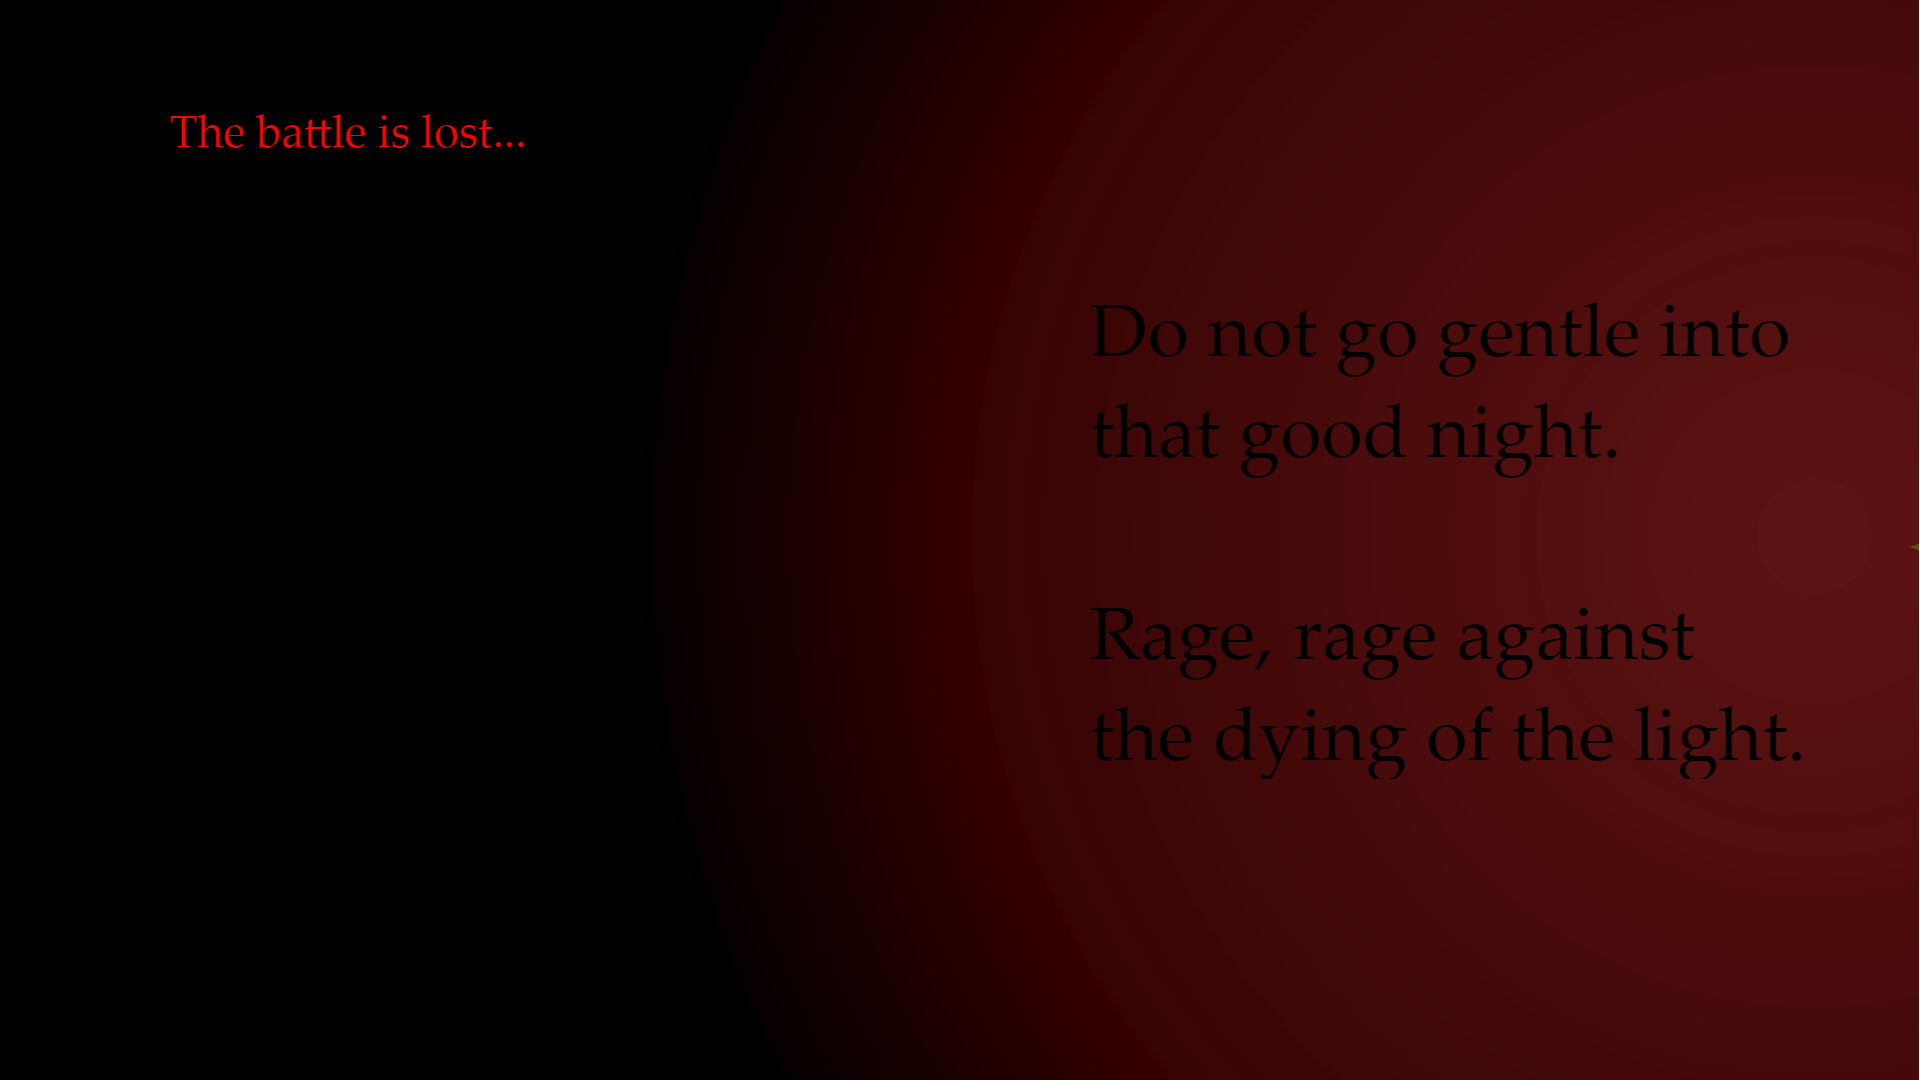 The battle is lost...
Do not go gentle into
that good night.
Rage, rage against
the dying of the light.